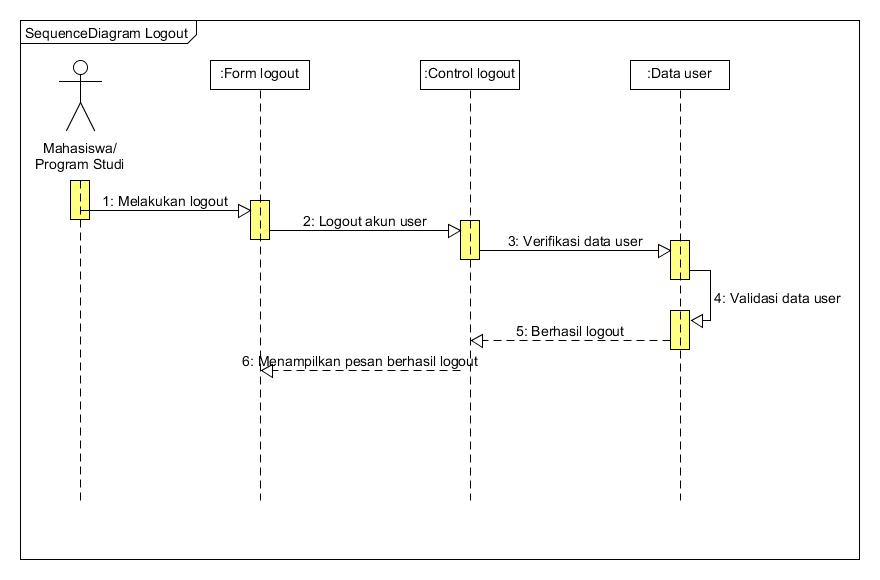 SequenceDiagram Logout
:Form logout
:Control logout
:Data user
Mahasiswa/
Program Studi
1: Melakukan logout
2: Logout akun user
3: Verifikasi data user
4: Validasi data user
5: Berhasil logout
6: Menampilkan pesan berhasil logout